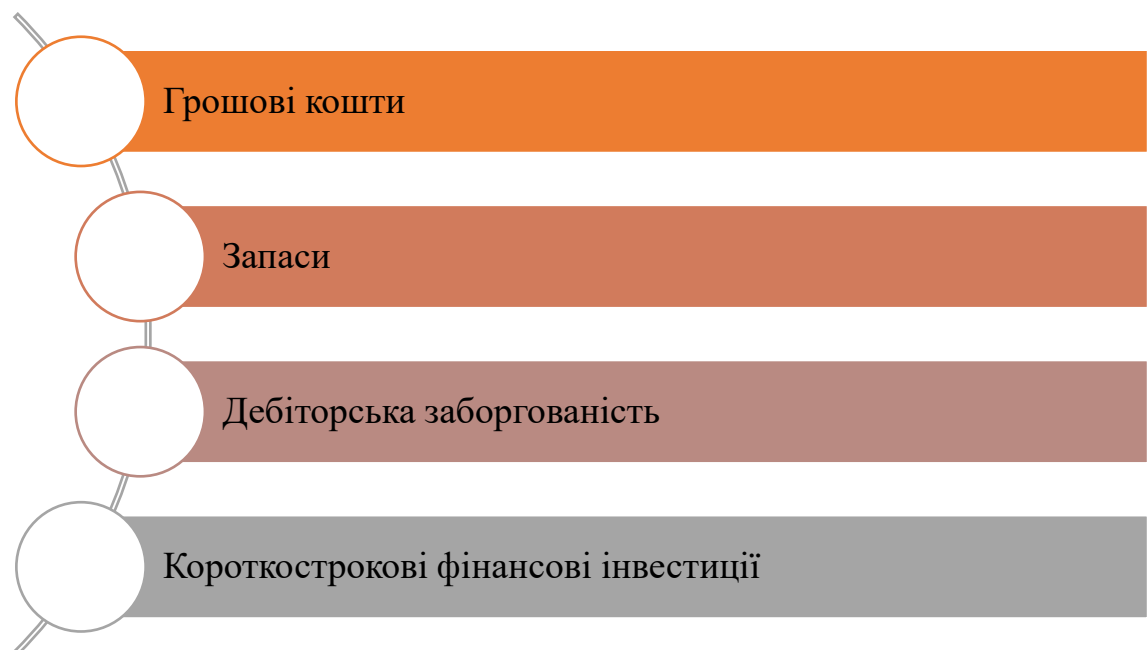 Грошові кошти
Запаси
Дебіторська заборгованість
Короткострокові фінансові інвестиції